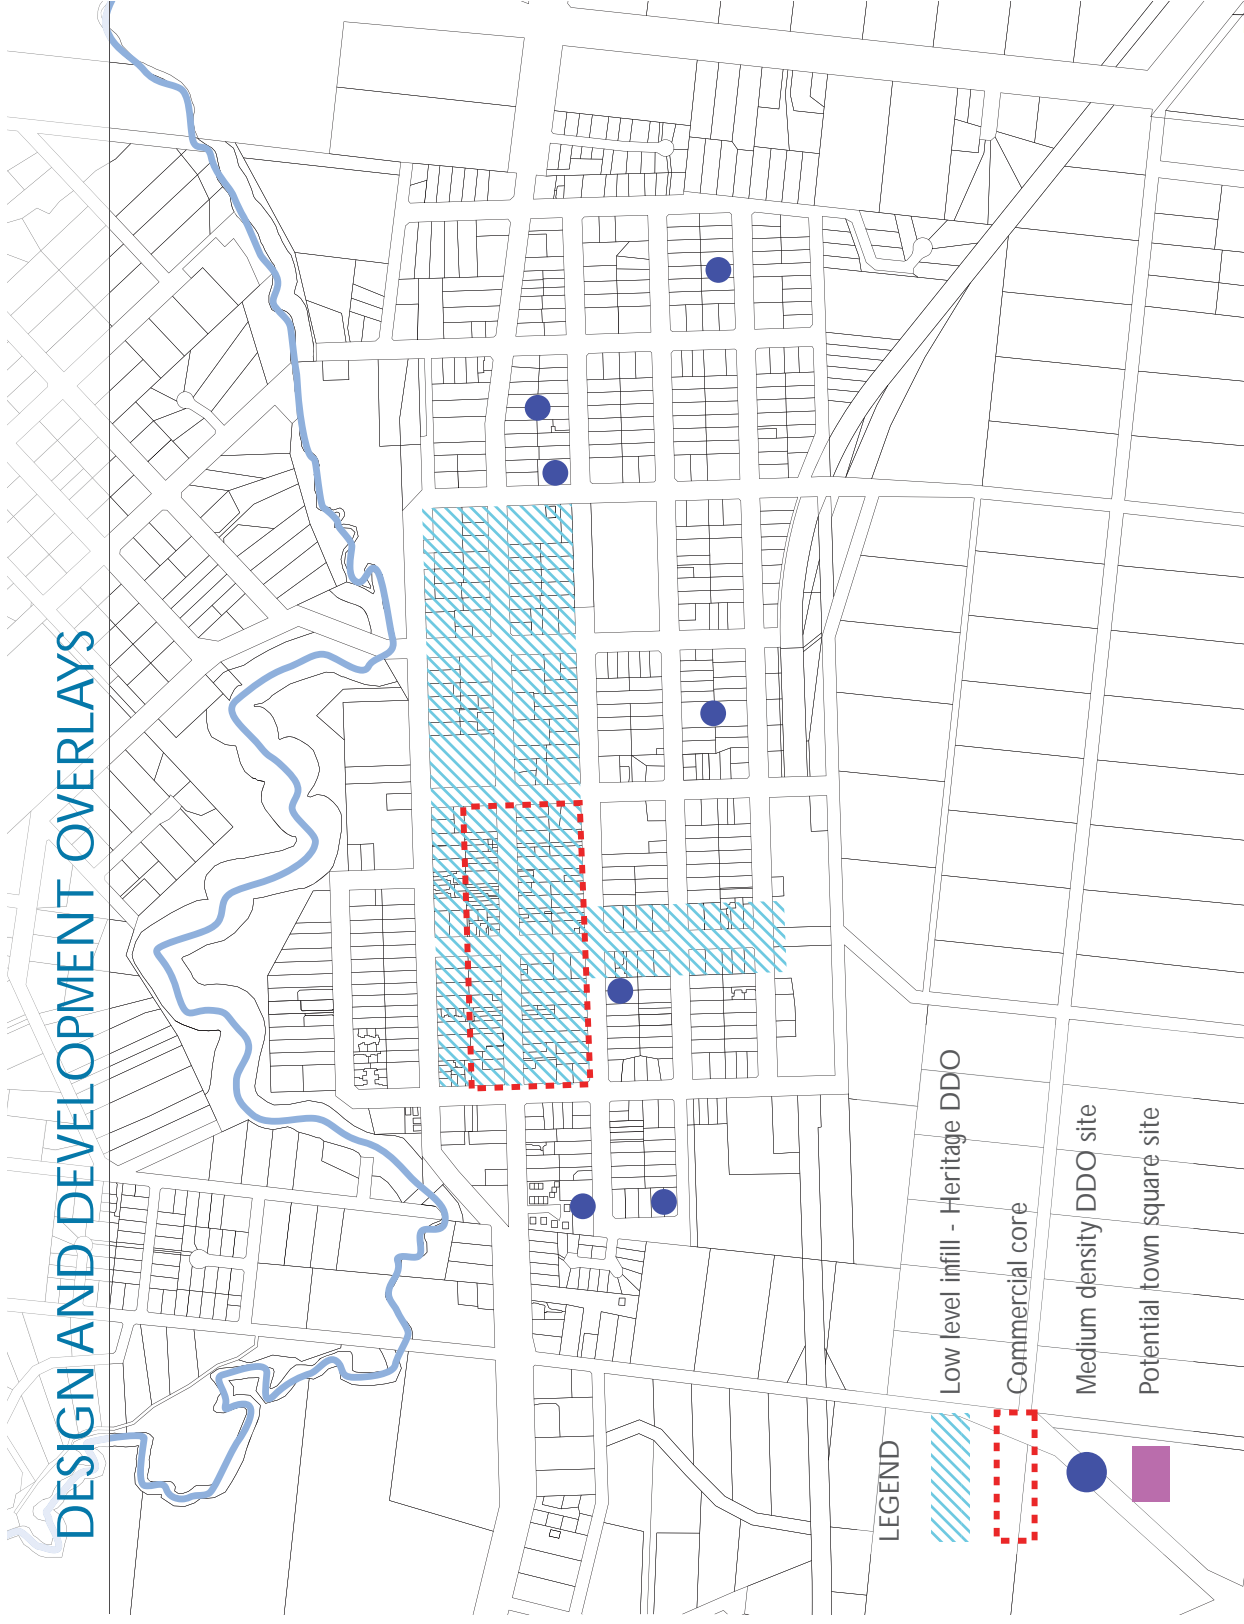 DESIGN AND DEVELOPMENT OVERLAYS
LEGEND
Low level infill - Heritage DDO
Commercial core
Medium density DDO site
Potential town square site